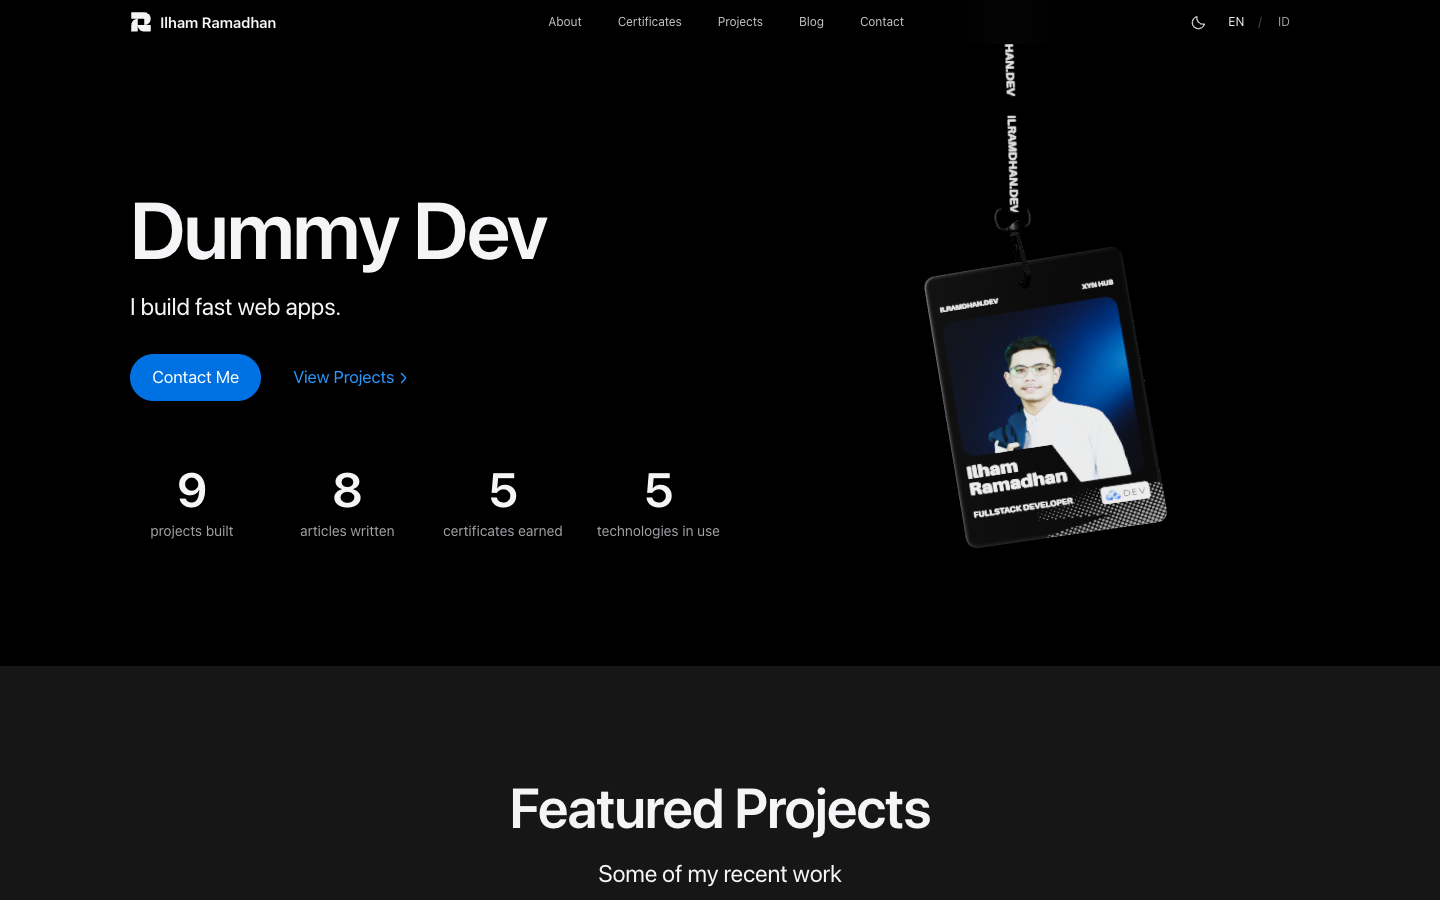 Ilham Ramadhan
About
Certificates
Projects
Blog
Contact
EN / ID
HAN.DEV
ILRAMDHAN.DEV
Dummy Dev
I build fast web apps.
Contact Me
View Projects
9
projects built
8
articles written
5
certificates earned
5
technologies in use
ILRAMDHAN.DEV
XYN HUB
Ilham
Ramadhan
FULLSTACK DEVELOPER
DEV
Featured Projects
Some of my recent work